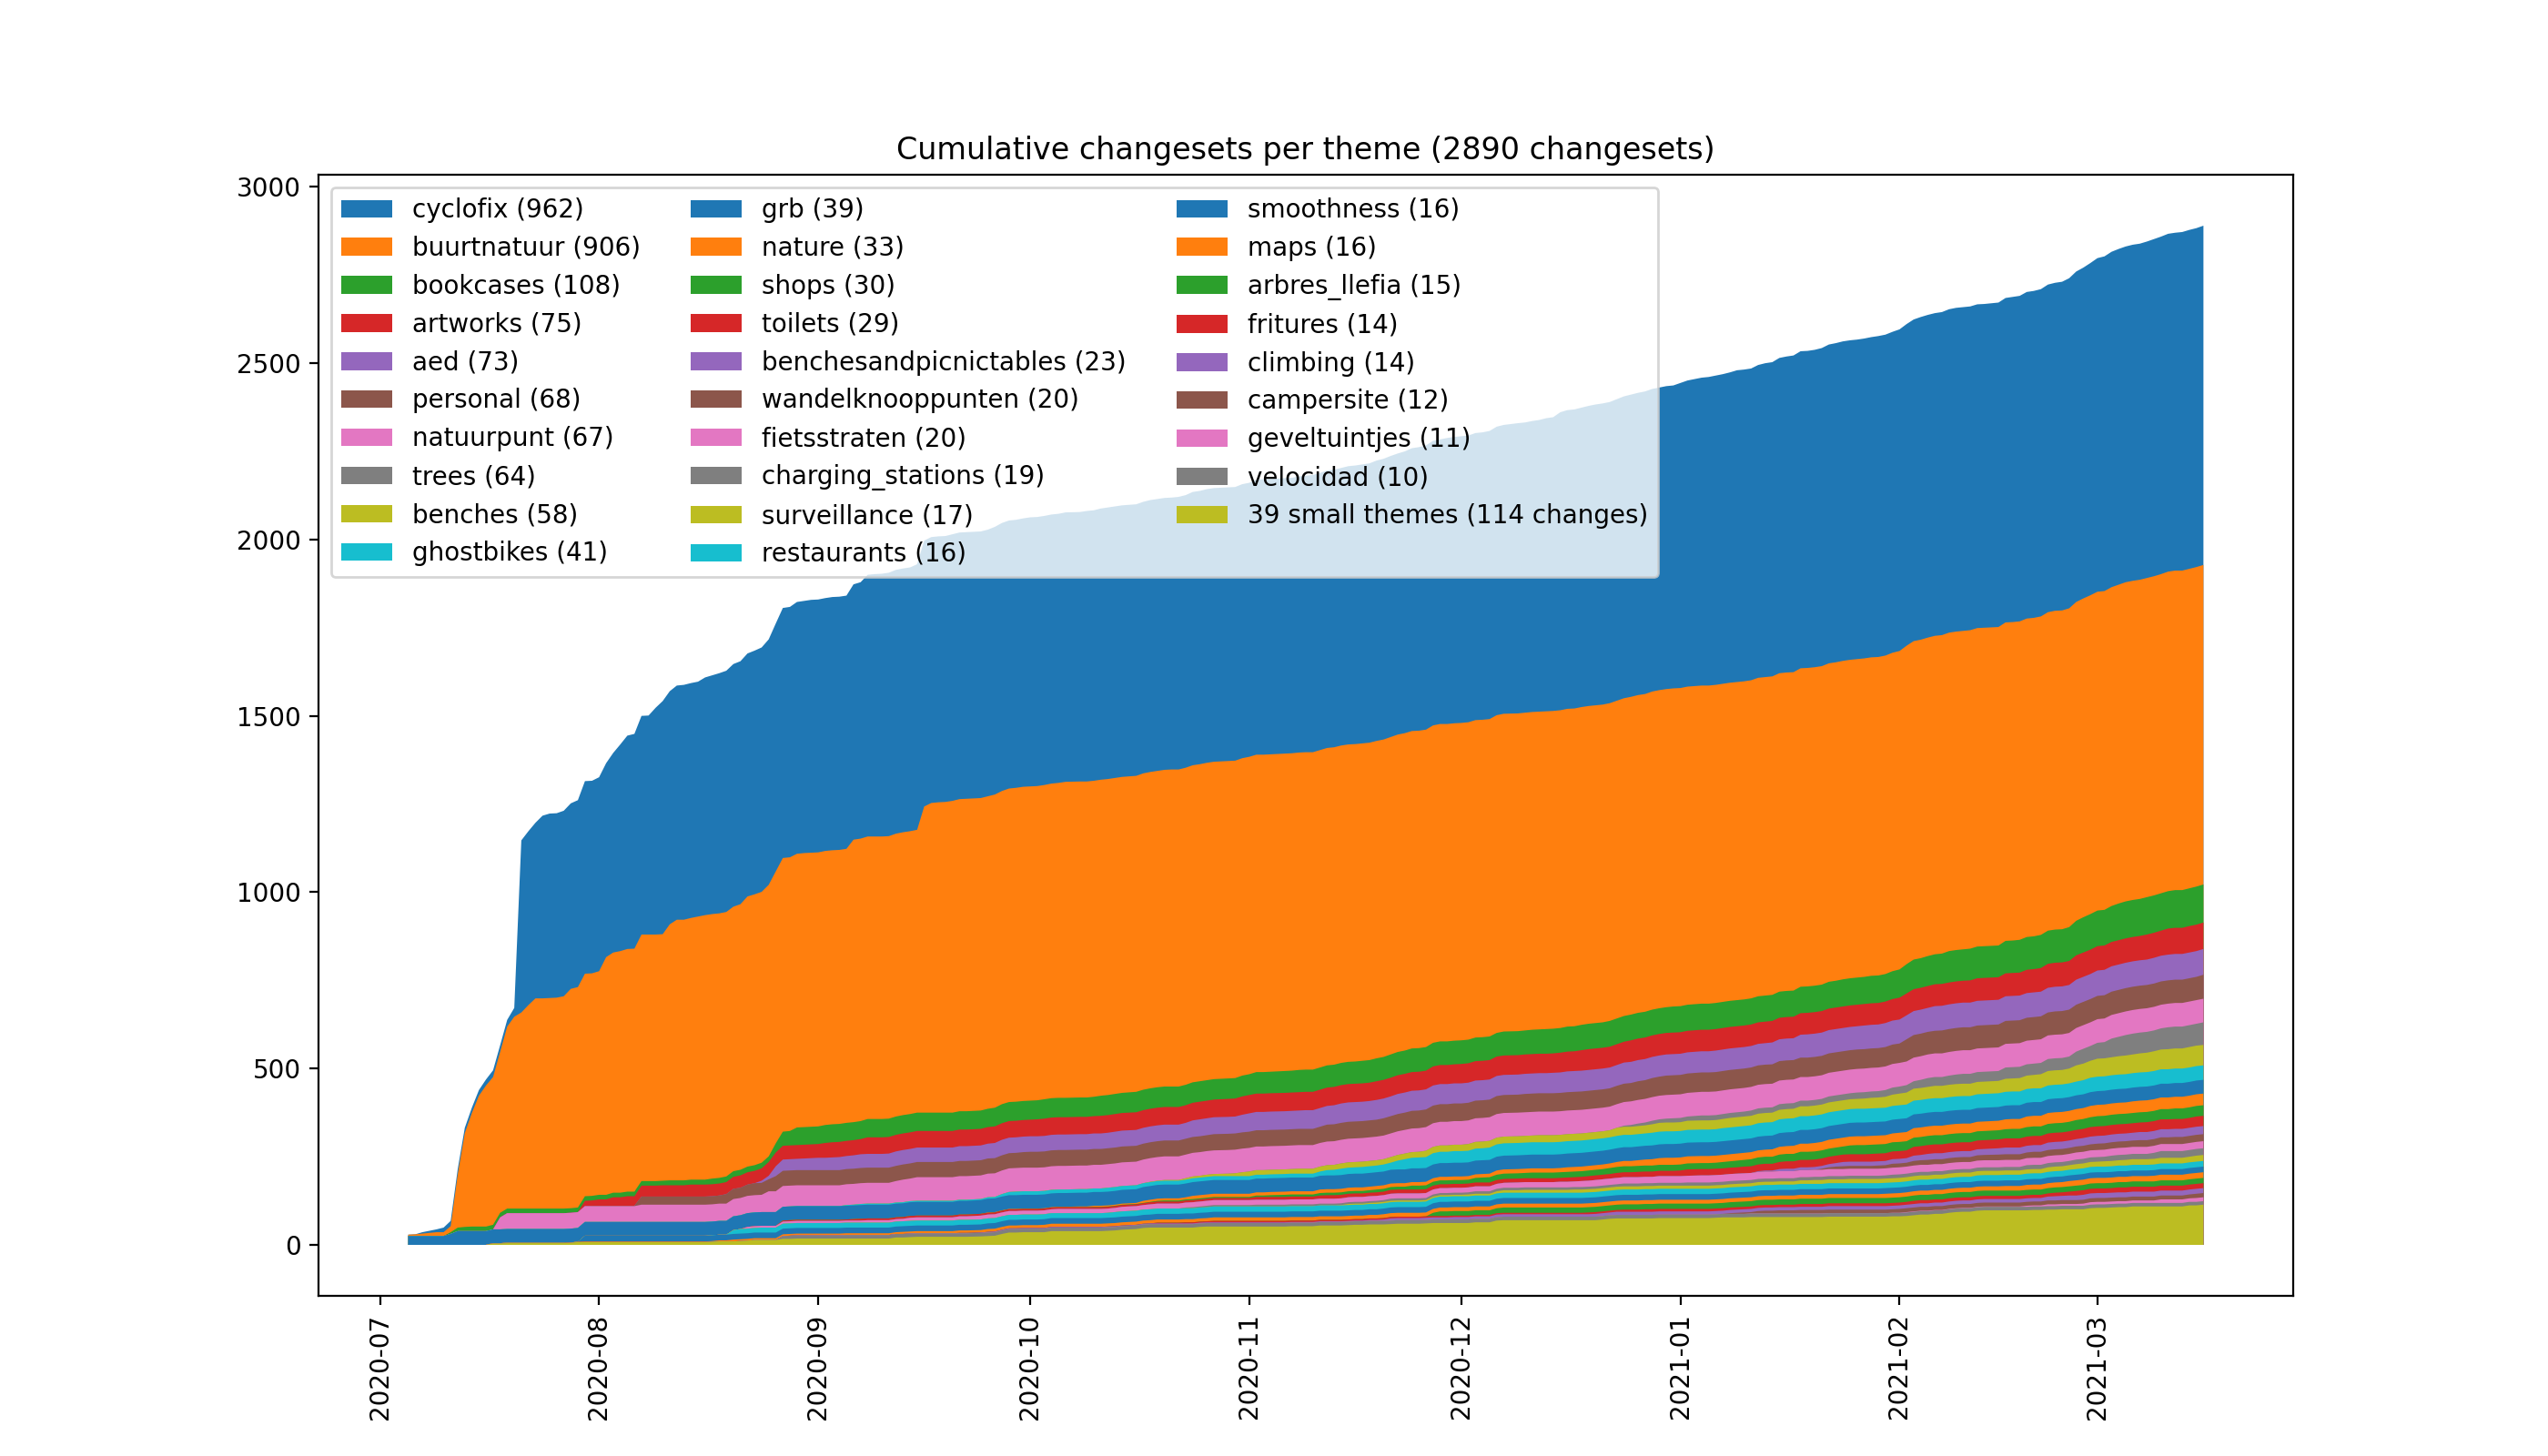 Cumulative changesets per theme (2890 changesets)
3000
2500
2000
1500
1000
500
0
cyclofix (962)
buurtnatuur (906)
bookcases (108)
artworks (75)
aed (73)
personal (68)
natuurpunt (67)
trees (64)
benches (58)
ghostbikes (41)
grb (39)
nature (33)
shops (30)
toilets (29)
benchesandpicnictables (23)
wandelknooppunten (20)
fietsstraten (20)
charging_stations (19)
surveillance (17)
restaurants (16)
smoothness (16)
maps (16)
arbres_llefia (15)
fritures (14)
climbing (14)
campersite (12)
geveltuintjes (11)
velocidad (10)
39 small themes (114 changes)
2020-07
2020-08
2020-09
2020-10
2020-11
2020-12
2021-01
2021-02
2021-03